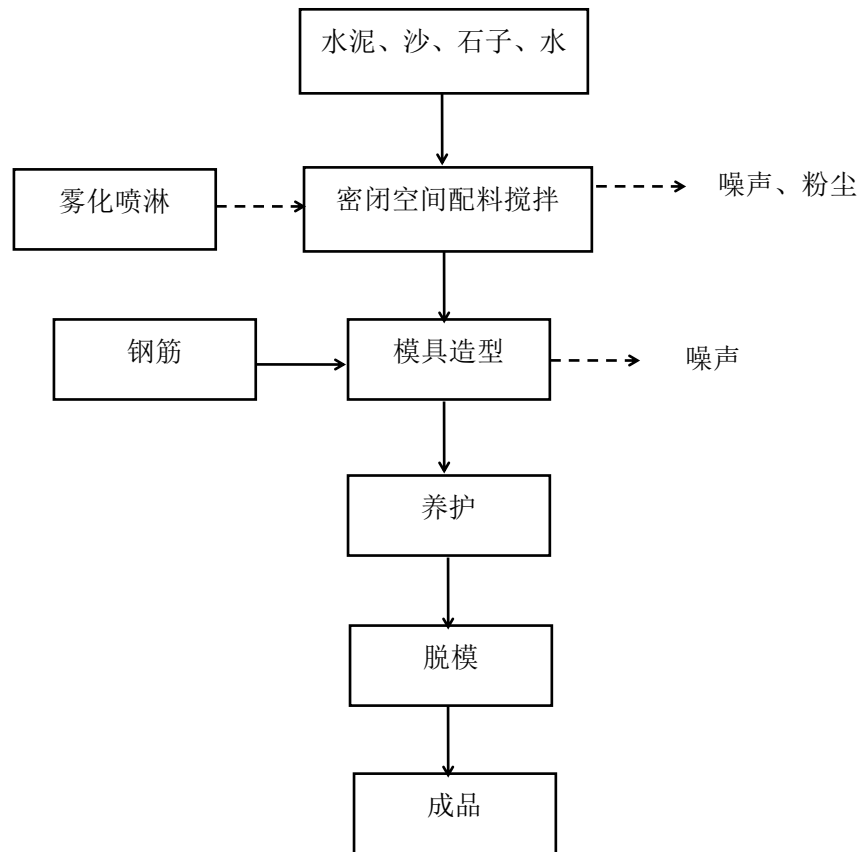 水泥、沙、石子、水
雾化喷淋
密闭空间配料搅拌
噪声、粉尘
钢筋
模具造型
噪声
养护
脱模
成品